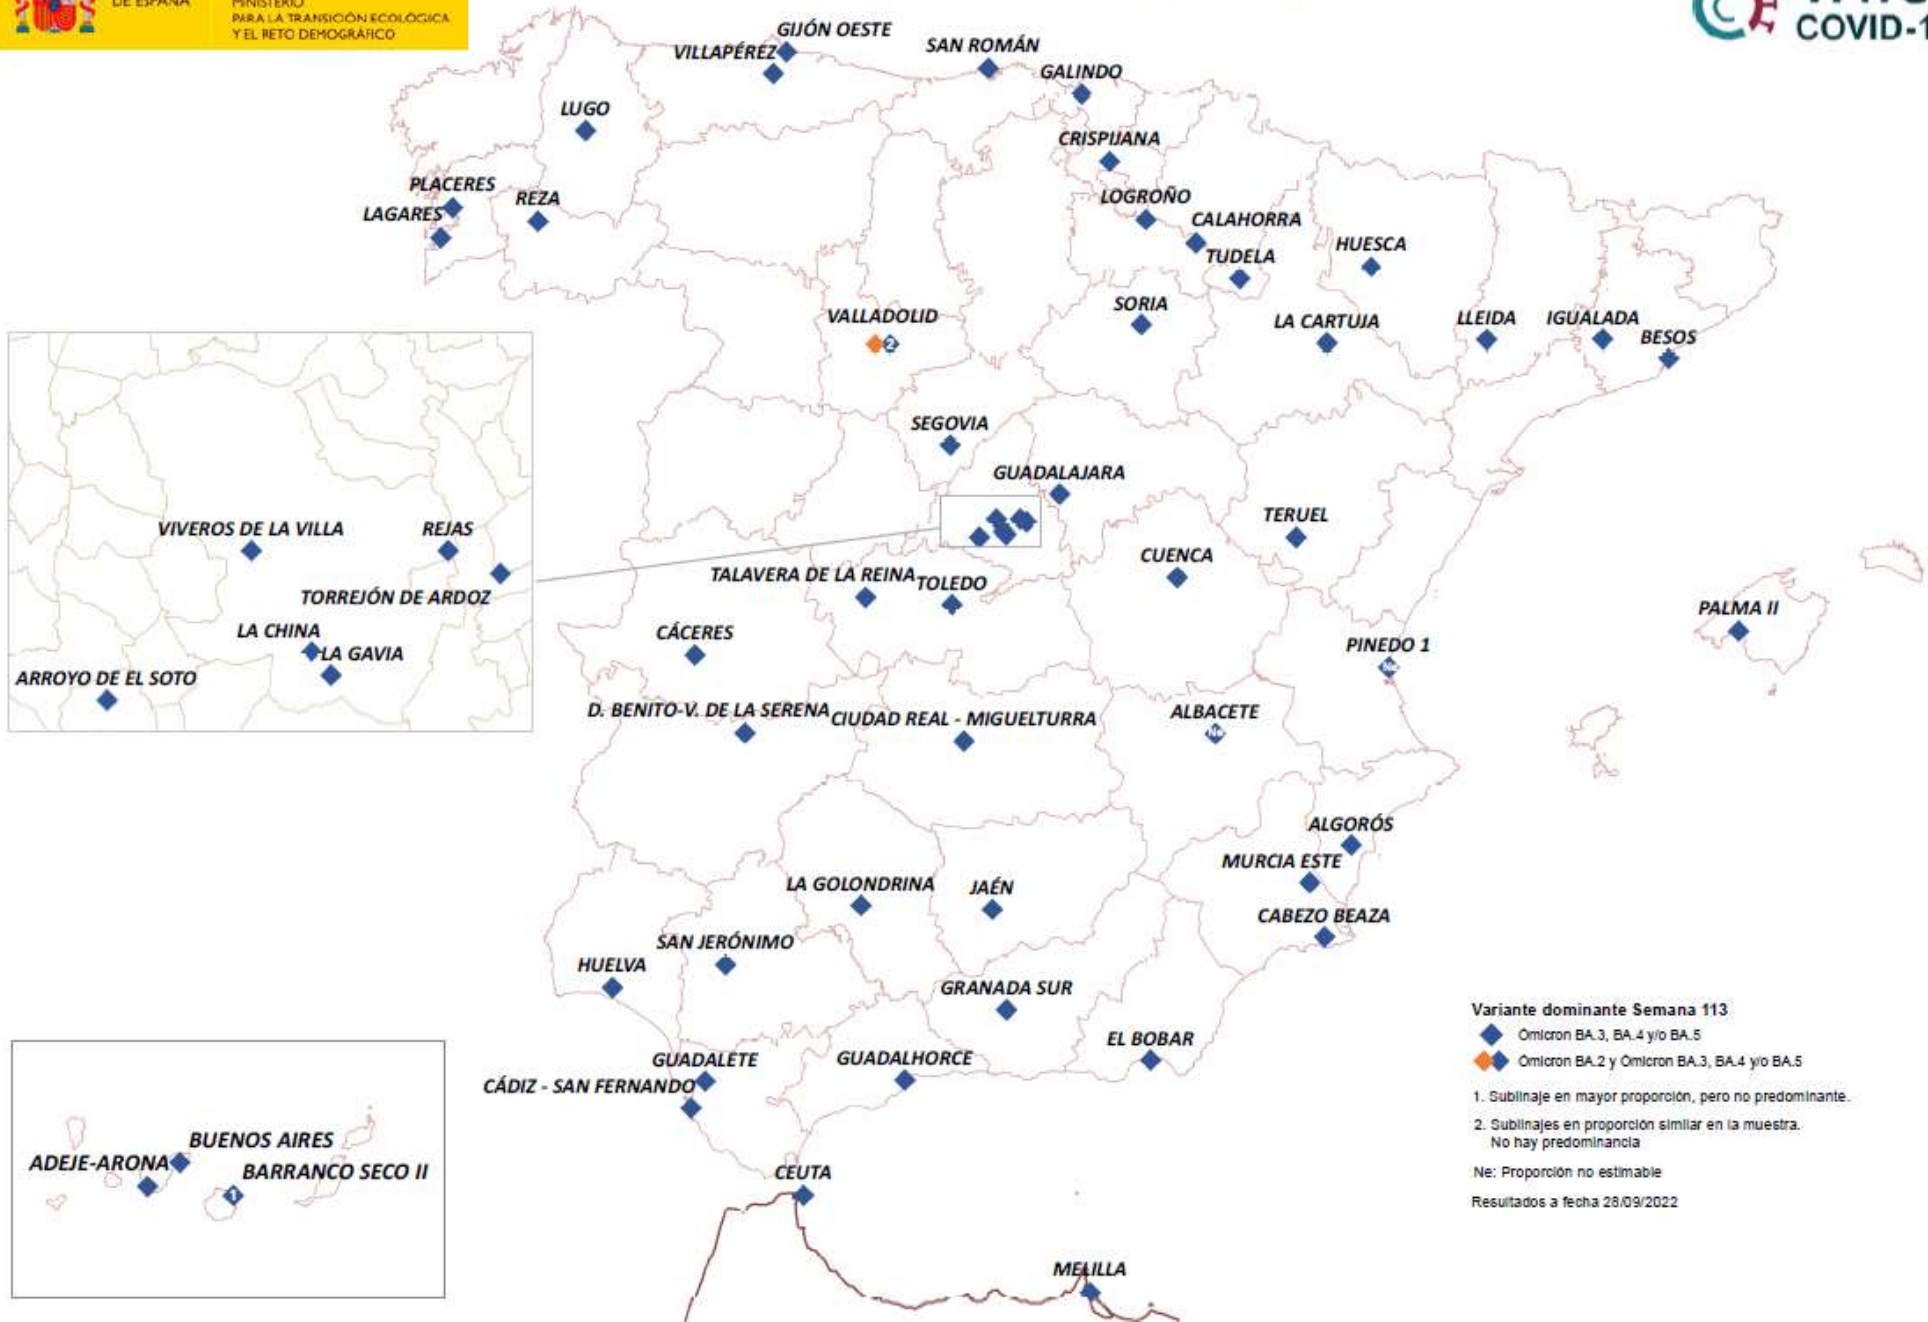 DE ESPAÑA
MINISTERIO
PARA LA TRANSICIÓN ECOLÓGICA
Y EL RETO DEMOGRÁFICO
COVID-1
GIJÓN OESTE
VILLAPÉREZ
SAN ROMÁN
GALINDO
LUGO
CRISPIJANA
PLACERES
REZA
LAGARES
LOGROÑO
CALAHORRA
TUDELA
HUESCA
SORIA
VALLADOLID
2
LA CARTUJA
LLEIDA
IGUALADA
BESOS
SEGOVIA
GUADALAJARA
TERUEL
CUENCA
VIVEROS DE LA VILLA
REJAS
TORREJÓN DE ARDOZ
LA CHINA
LA GAVIA
ARROYO DE EL SOTO
TALAVERA DE LA REINA
TOLEDO
CÁCERES
PALMA II
PINEDO 1
Ne
D. BENITO-V. DE LA SERENA
CIUDAD REAL - MIGUELTURRA
ALBACETE
Ne
ALGORÓS
MURCIA ESTE
CABEZO BEAZA
LA GOLONDRINA
JAÉN
SAN JERÓNIMO
HUELVA
GRANADA SUR
EL BOBAR
GUADALETE
GUADALHORCE
CÁDIZ - SAN FERNANDO
CEUTA
MELILLA
BUENOS AIRES
ADEJE-ARONA
BARRANCO SECO II
1
Variante dominante Semana 113
Ómicron BA.3, BA.4 y/o BA.5
Ómicron BA.2 y Ómicron BA.3, BA.4 y/o BA.5
1. Sublinaje en mayor proporción, pero no predominante.
2. Sublinajes en proporción similar en la muestra.
No hay predominancia
Ne: Proporción no estimable
Resultados a fecha 28/09/2022